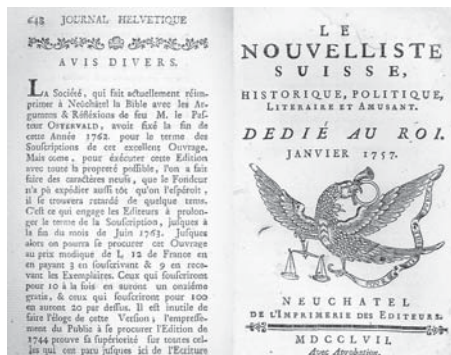 648 JOURNAL HELVETIQUE
AVIS DIVERS.
LA Société, qui fait actuellement réim-
primer à Neûchâtel la Bible avec les Ar-
gumens & Réfléxions de feu M. le Pas-
teur OSTERVALD, avoit fixé la fin de
cette Année 1762. pour le terme des
Souscriptions de cet excellent Ouvrage.
Mais come, pour éxécuter cette Edition
avec toute la propreté possible, l'on a fait
faire des caractères neufs, que le Fondeur
n'a pû expédier aussi tôt qu'on l'espéroit,
il se trouvera retardé de quelque tems.
C'est ce qui engage les Editeurs à prolon-
ger le terme de la Souscription, jusques à
la fin du mois de Juin 1763. Jusques
alors on pourra se procurer cet Ouvrage
au prix modique de L 12 de France en
en payant 3 en souscrivant & 9 en rece-
vant les Exemplaires. Ceux qui souscriront
pour 10 à la fois en auront un onzième
gratis, & ceux qui souscriront pour 100
en auront 20 par dessus. Il est inutile de
faire l'éloge de cette Version; l'empresse-
ment du Public à se procurer l'Edition de
1744 prouve sa supériorité sur toutes cel-
les qui ont paru jusques ici de l'Ecriture
LE
NOUVELLISTE
SUISSE,
HISTORIQUE, POLITIQUE,
LITERAIRE ET AMUSANT.
DEDIÉ AU ROI.
JANVIER 1757.
NEUCHATEL
DE L'IMPRIMERIE DES EDITEURS.
MDCCLVII.
Avec Aprobation.